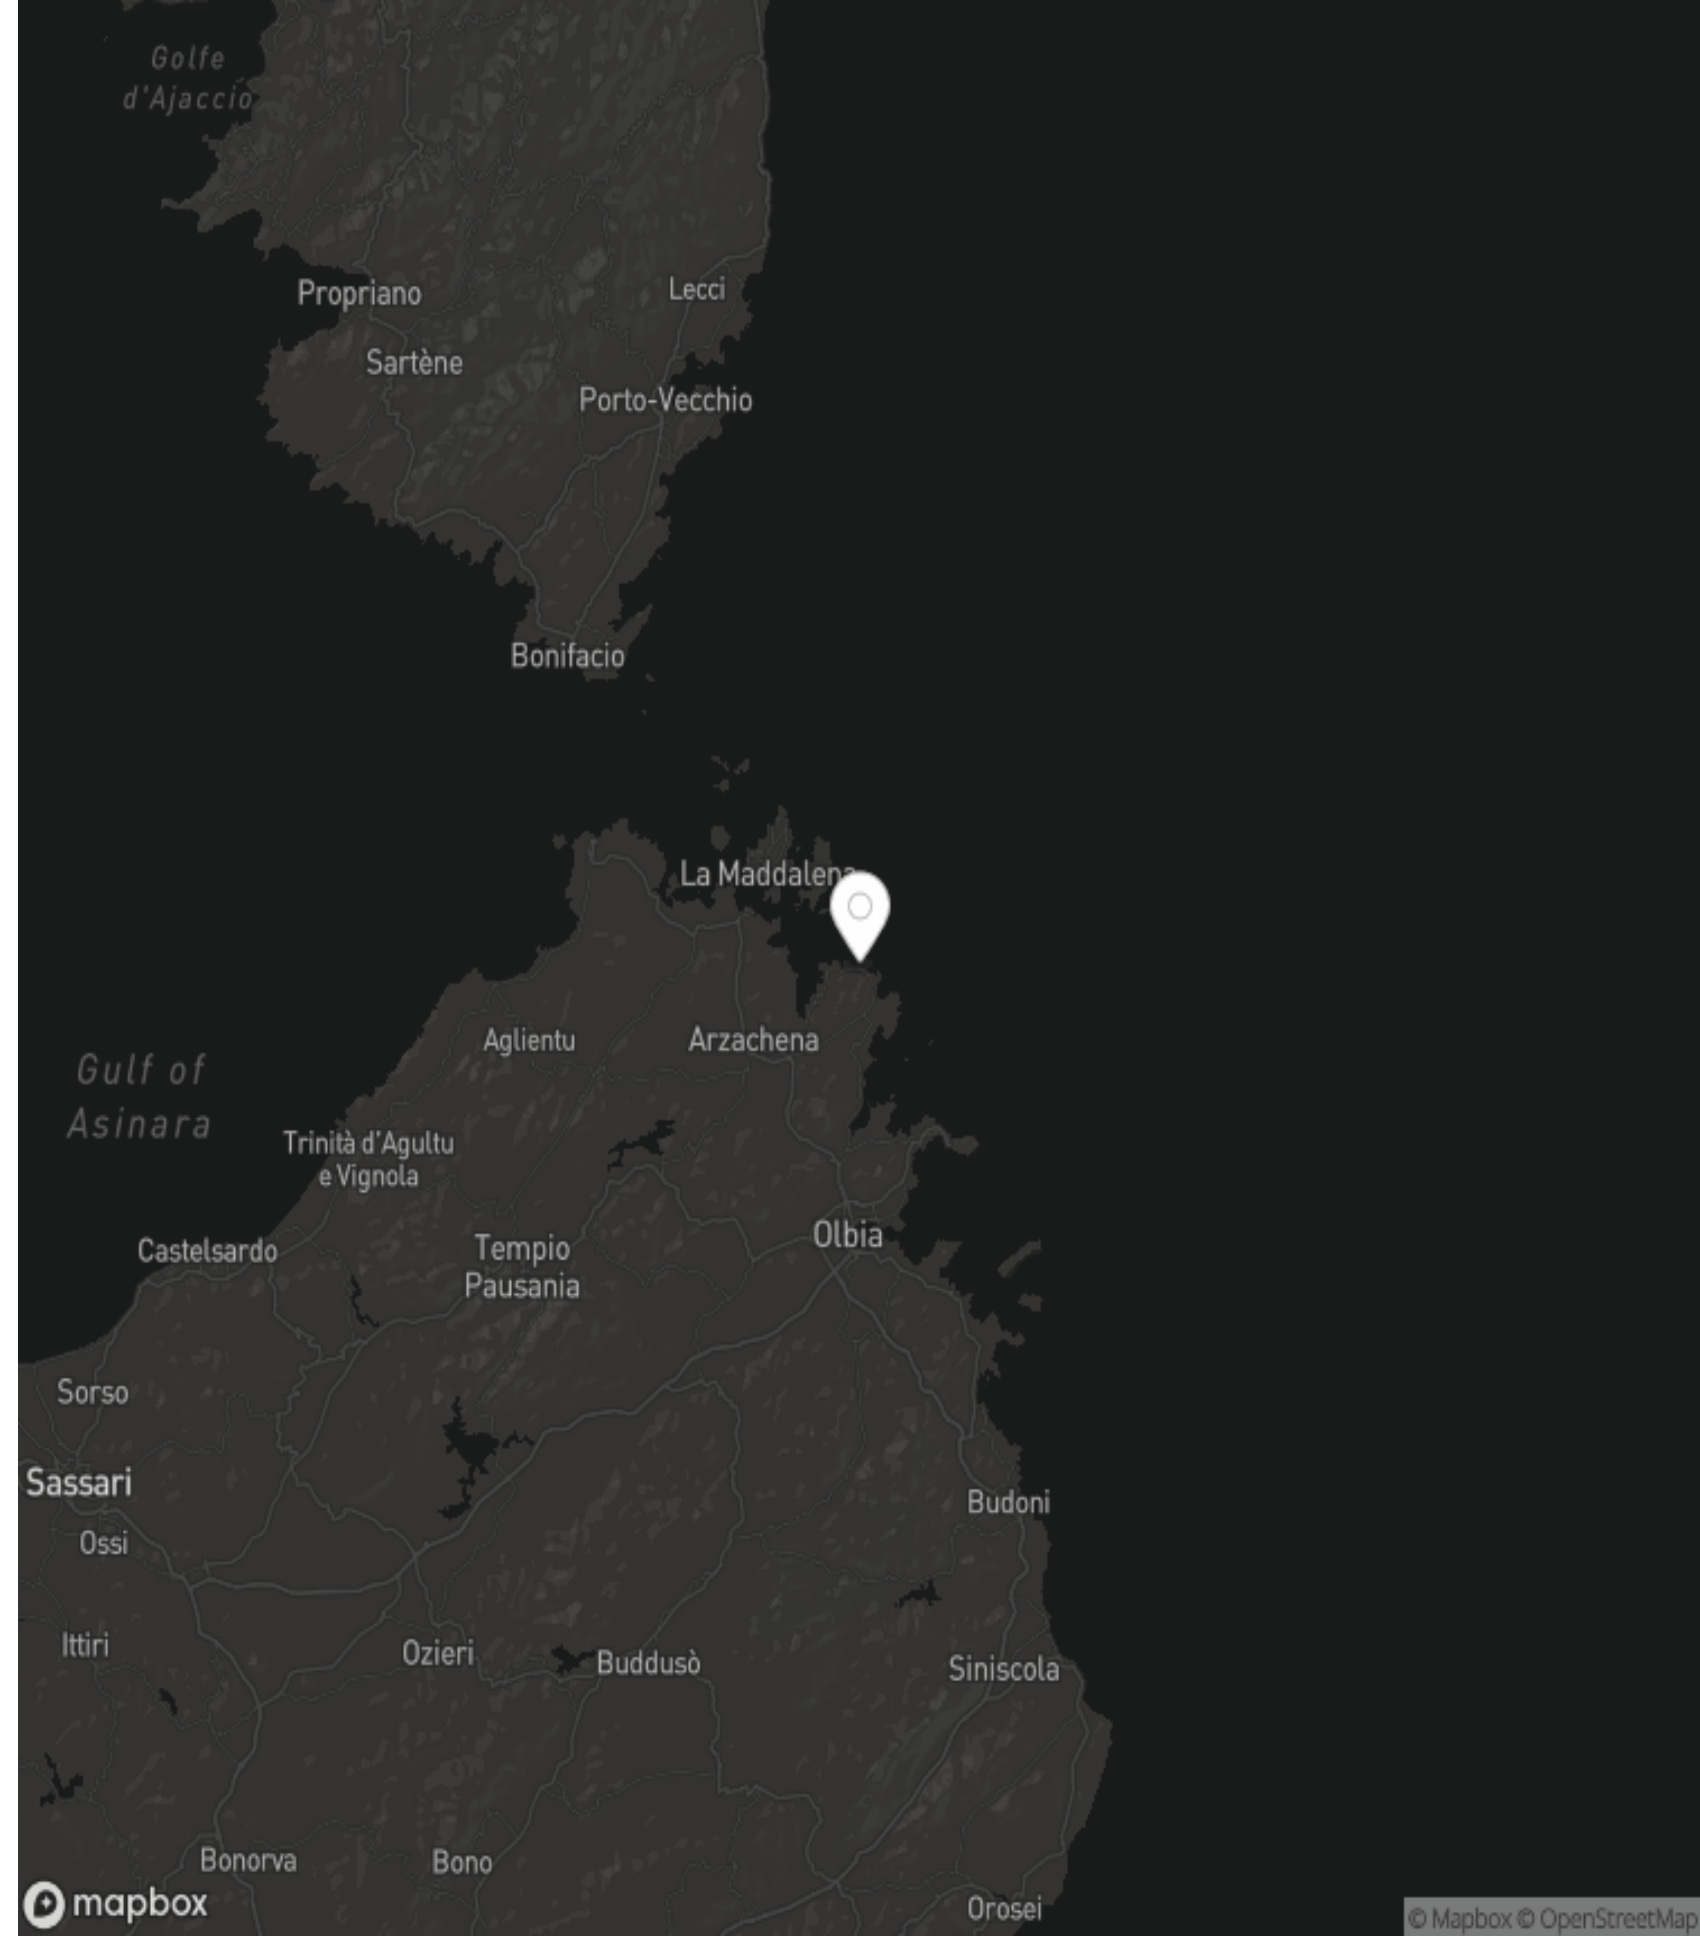 Golfe
d'Ajaccio
Propriano
Lecci
Sartène
Porto-Vecchio
Bonifacio
La Maddalena
Aglientu
Arzachena
Gulf of
Asinara
Trinità d'Agultu
e Vignola
Olbia
Castelsardo
Tempio
Pausania
Sorso
Sassari
Budoni
Ossi
Ittiri
Ozieri
Buddusò
Siniscola
Bonorva
Bono
mapbox
Orosei
© Mapbox © OpenStreetMap